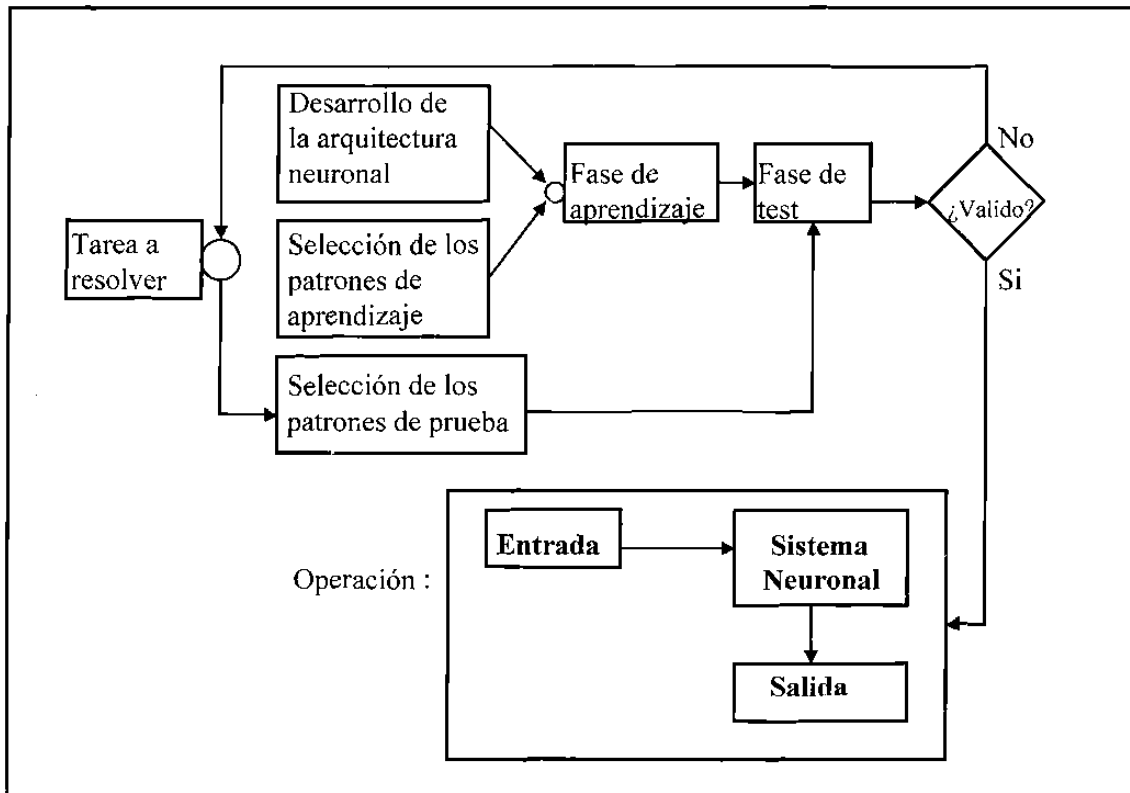 Desarrollo de
la arquitectura
neuronal
No
Fase de
aprendizaje
Fase de
test
¿Valido?
Tarea a
resolver
Selección de los
patrones de
aprendizaje
Si
Selección de los
patrones de prueba
Entrada
Sistema
Neuronal
Operación :
Salida